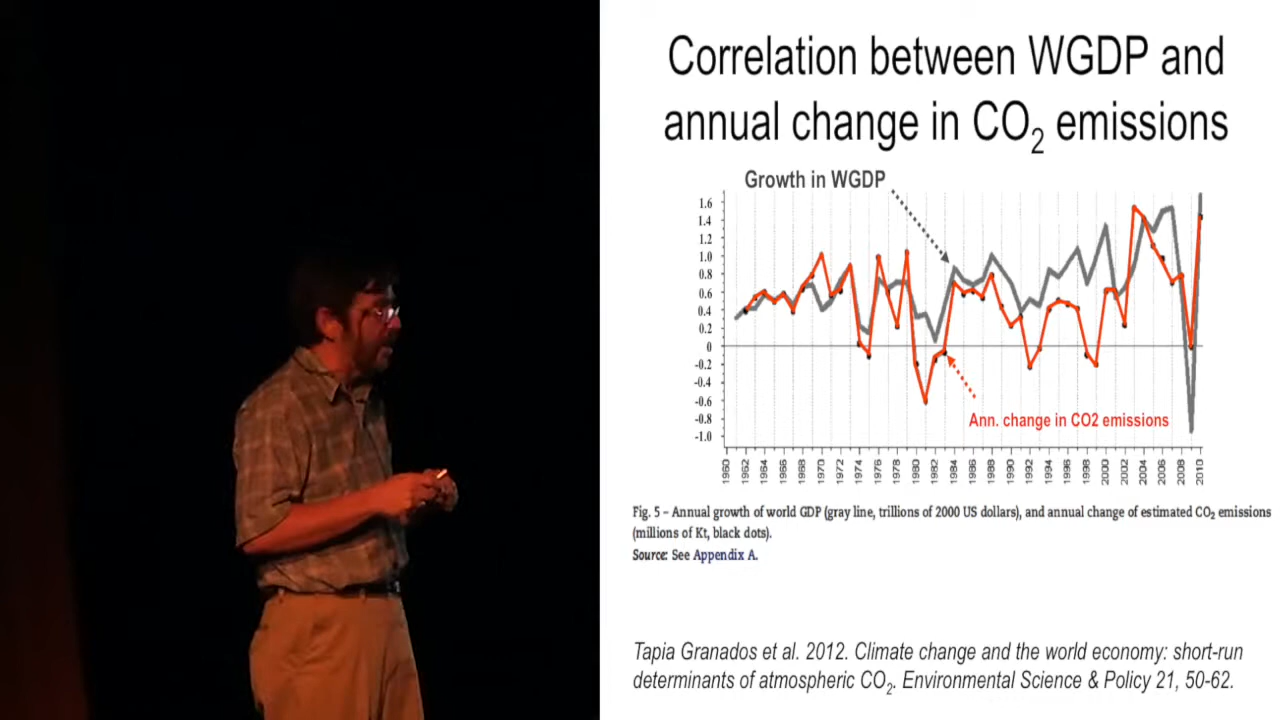 Correlation between WGDP and
annual change in CO₂ emissions
Growth in WGDP
1.6
1.4
1.2
1.0
0.8
0.6
0.4
0.2
0
-0.2
-0.4
-0.6
-0.8
-1.0
Ann. change in CO2 emissions
1960 1962 1964 1966 1968 1970 1972 1974 1976 1978 1980 1982 1984 1986 1988 1990 1992 1994 1996 1998 2000 2002 2004 2006 2008 2010
Fig. 5 – Annual growth of world GDP (gray line, trillions of 2000 US dollars), and annual change of estimated CO₂ emissions
(millions of Kt, black dots).
Source: See Appendix A.
Tapia Granados et al. 2012. Climate change and the world economy: short-run
determinants of atmospheric CO₂. Environmental Science & Policy 21, 50-62.